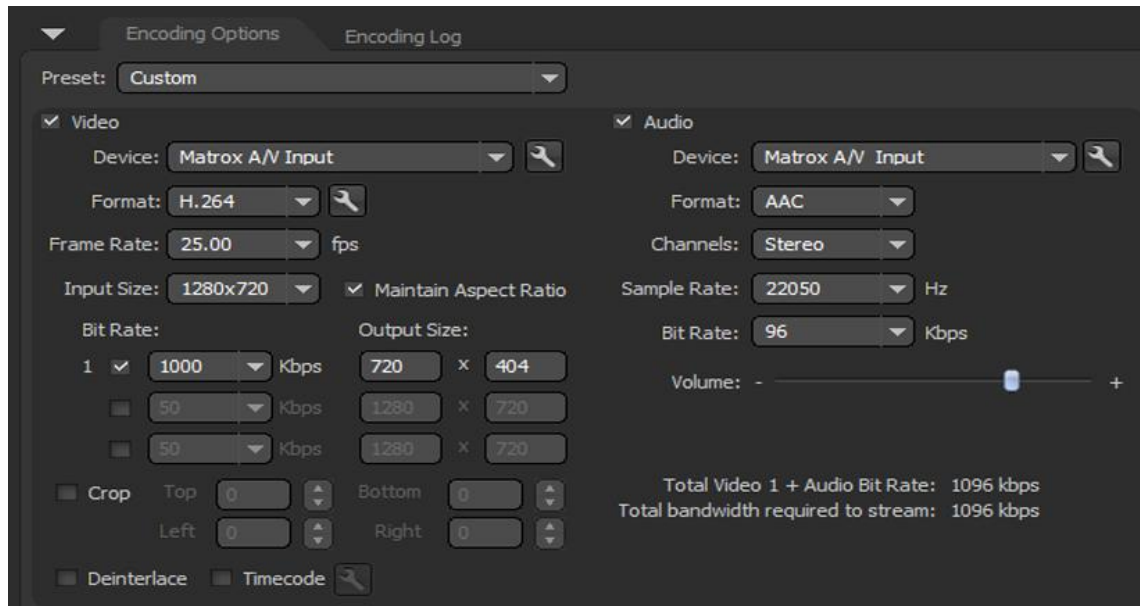 Encoding Options Encoding Log
Preset: Custom
Video
Device: Matrox A/V Input
Format: H.264
Frame Rate: 25.00 fps
Input Size: 1280x720 Maintain Aspect Ratio
Bit Rate: Output Size:
1 1000 Kbps 720 x 404
50 Kbps 1280 x 720
50 Kbps 1280 x 720
Crop Top 0 Bottom 0
Left 0 Right 0
Deinterlace Timecode
Audio
Device: Matrox A/V Input
Format: AAC
Channels: Stereo
Sample Rate: 22050 Hz
Bit Rate: 96 Kbps
Volume: - +
Total Video 1 + Audio Bit Rate: 1096 kbps
Total bandwidth required to stream: 1096 kbps